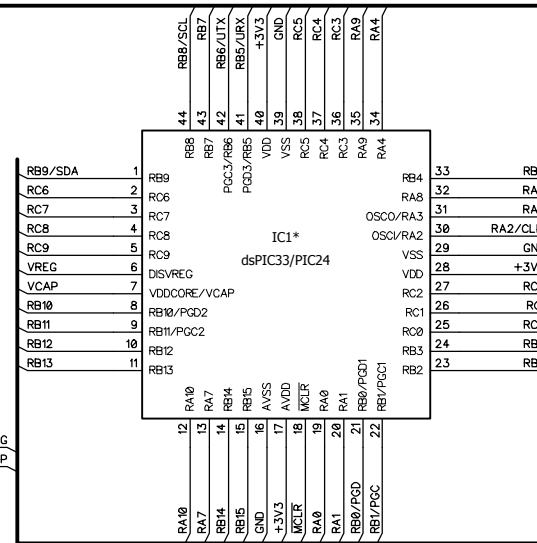 RB8/SCL
RB7
RB6/UTX
RB5/URX
+3V3
GND
RC5
RC4
RC3
RA9
RA4
44
43
42
41
40
39
38
37
36
35
34
RB8
RB7
PGC3/RB6
PGD3/RB5
VDD
VSS
RC5
RC4
RC3
RA9
RA4
RB9/SDA 1 RB9
RC6 2 RC6
RC7 3 RC7
RC8 4 RC8
RC9 5 RC9
VREG 6 DISVREG
VCAP 7 VDDCORE/VCAP
RB10 8 RB10/PGD2
RB11 9 RB11/PGC2
RB12 10 RB12
RB13 11 RB13
IC1*
dsPIC33/PIC24
RB4 33 RB
RA8 32 RA
OSCO/RA3 31 RA
OSCI/RA2 30 RA2/CL
VSS 29 GN
VDD 28 +3V
RC2 27 RC
RC1 26 R
RC0 25 RC
RB3 24 RB
RB2 23 RB
RA10
RA7
RB14
RB15
AVSS
AVDD
MCLR
RA0
RA1
RB0/PGD1
RB1/PGC1
12
13
14
15
16
17
18
19
20
21
22
RA10
RA7
RB14
RB15
GND
+3V3
MCLR
RA0
RA1
RB0/PGD
RB1/PGC
G
P